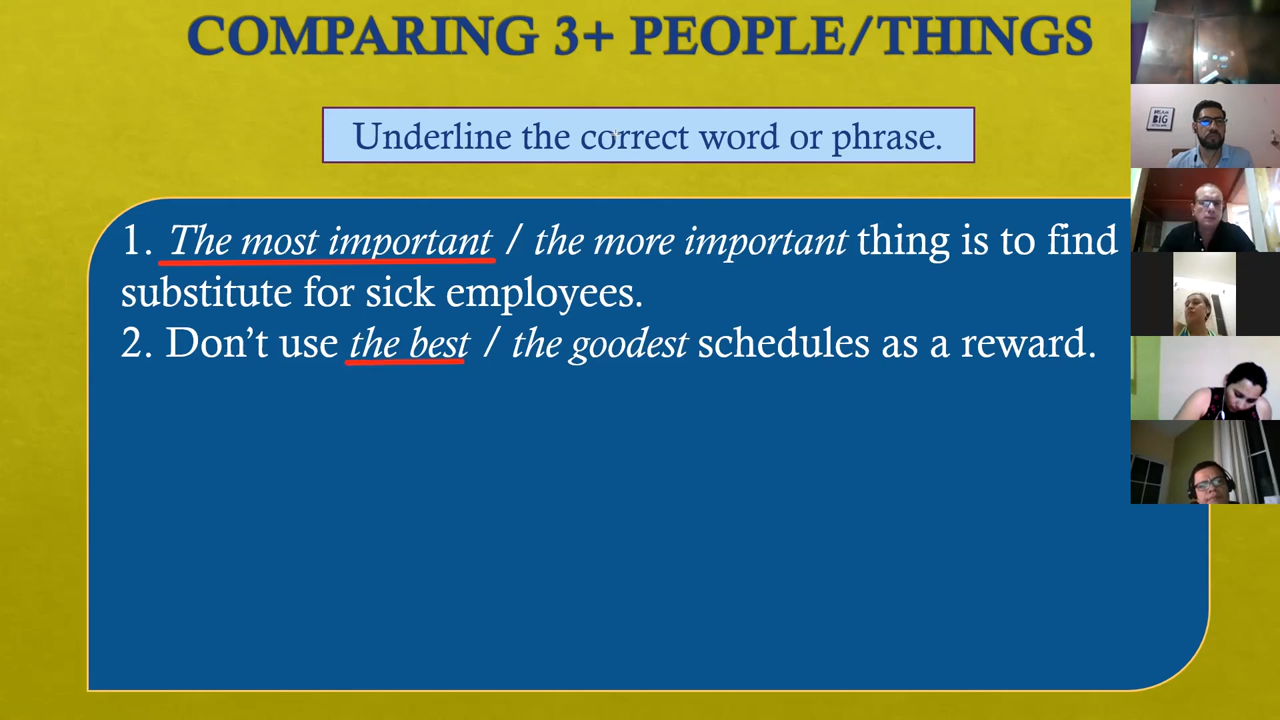 COMPARING 3+ PEOPLE/THINGS
Underline the correct word or phrase.
1. The most important / the more important thing is to find
substitute for sick employees.
2. Don’t use the best / the goodest schedules as a reward.
BIG